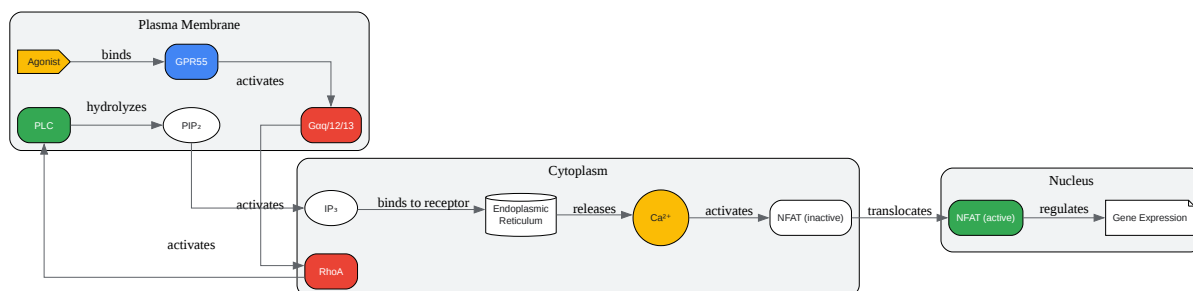 Plasma Membrane
Agonist
binds
GPR55
activates
PLC
hydrolyzes
PIP₂
Gαq/12/13
Cytoplasm
activates
IP₃
binds to receptor
Endoplasmic
Reticulum
releases
Ca²⁺
activates
NFAT (inactive)
translocates
Nucleus
NFAT (active)
regulates
Gene Expression
activates
RhoA